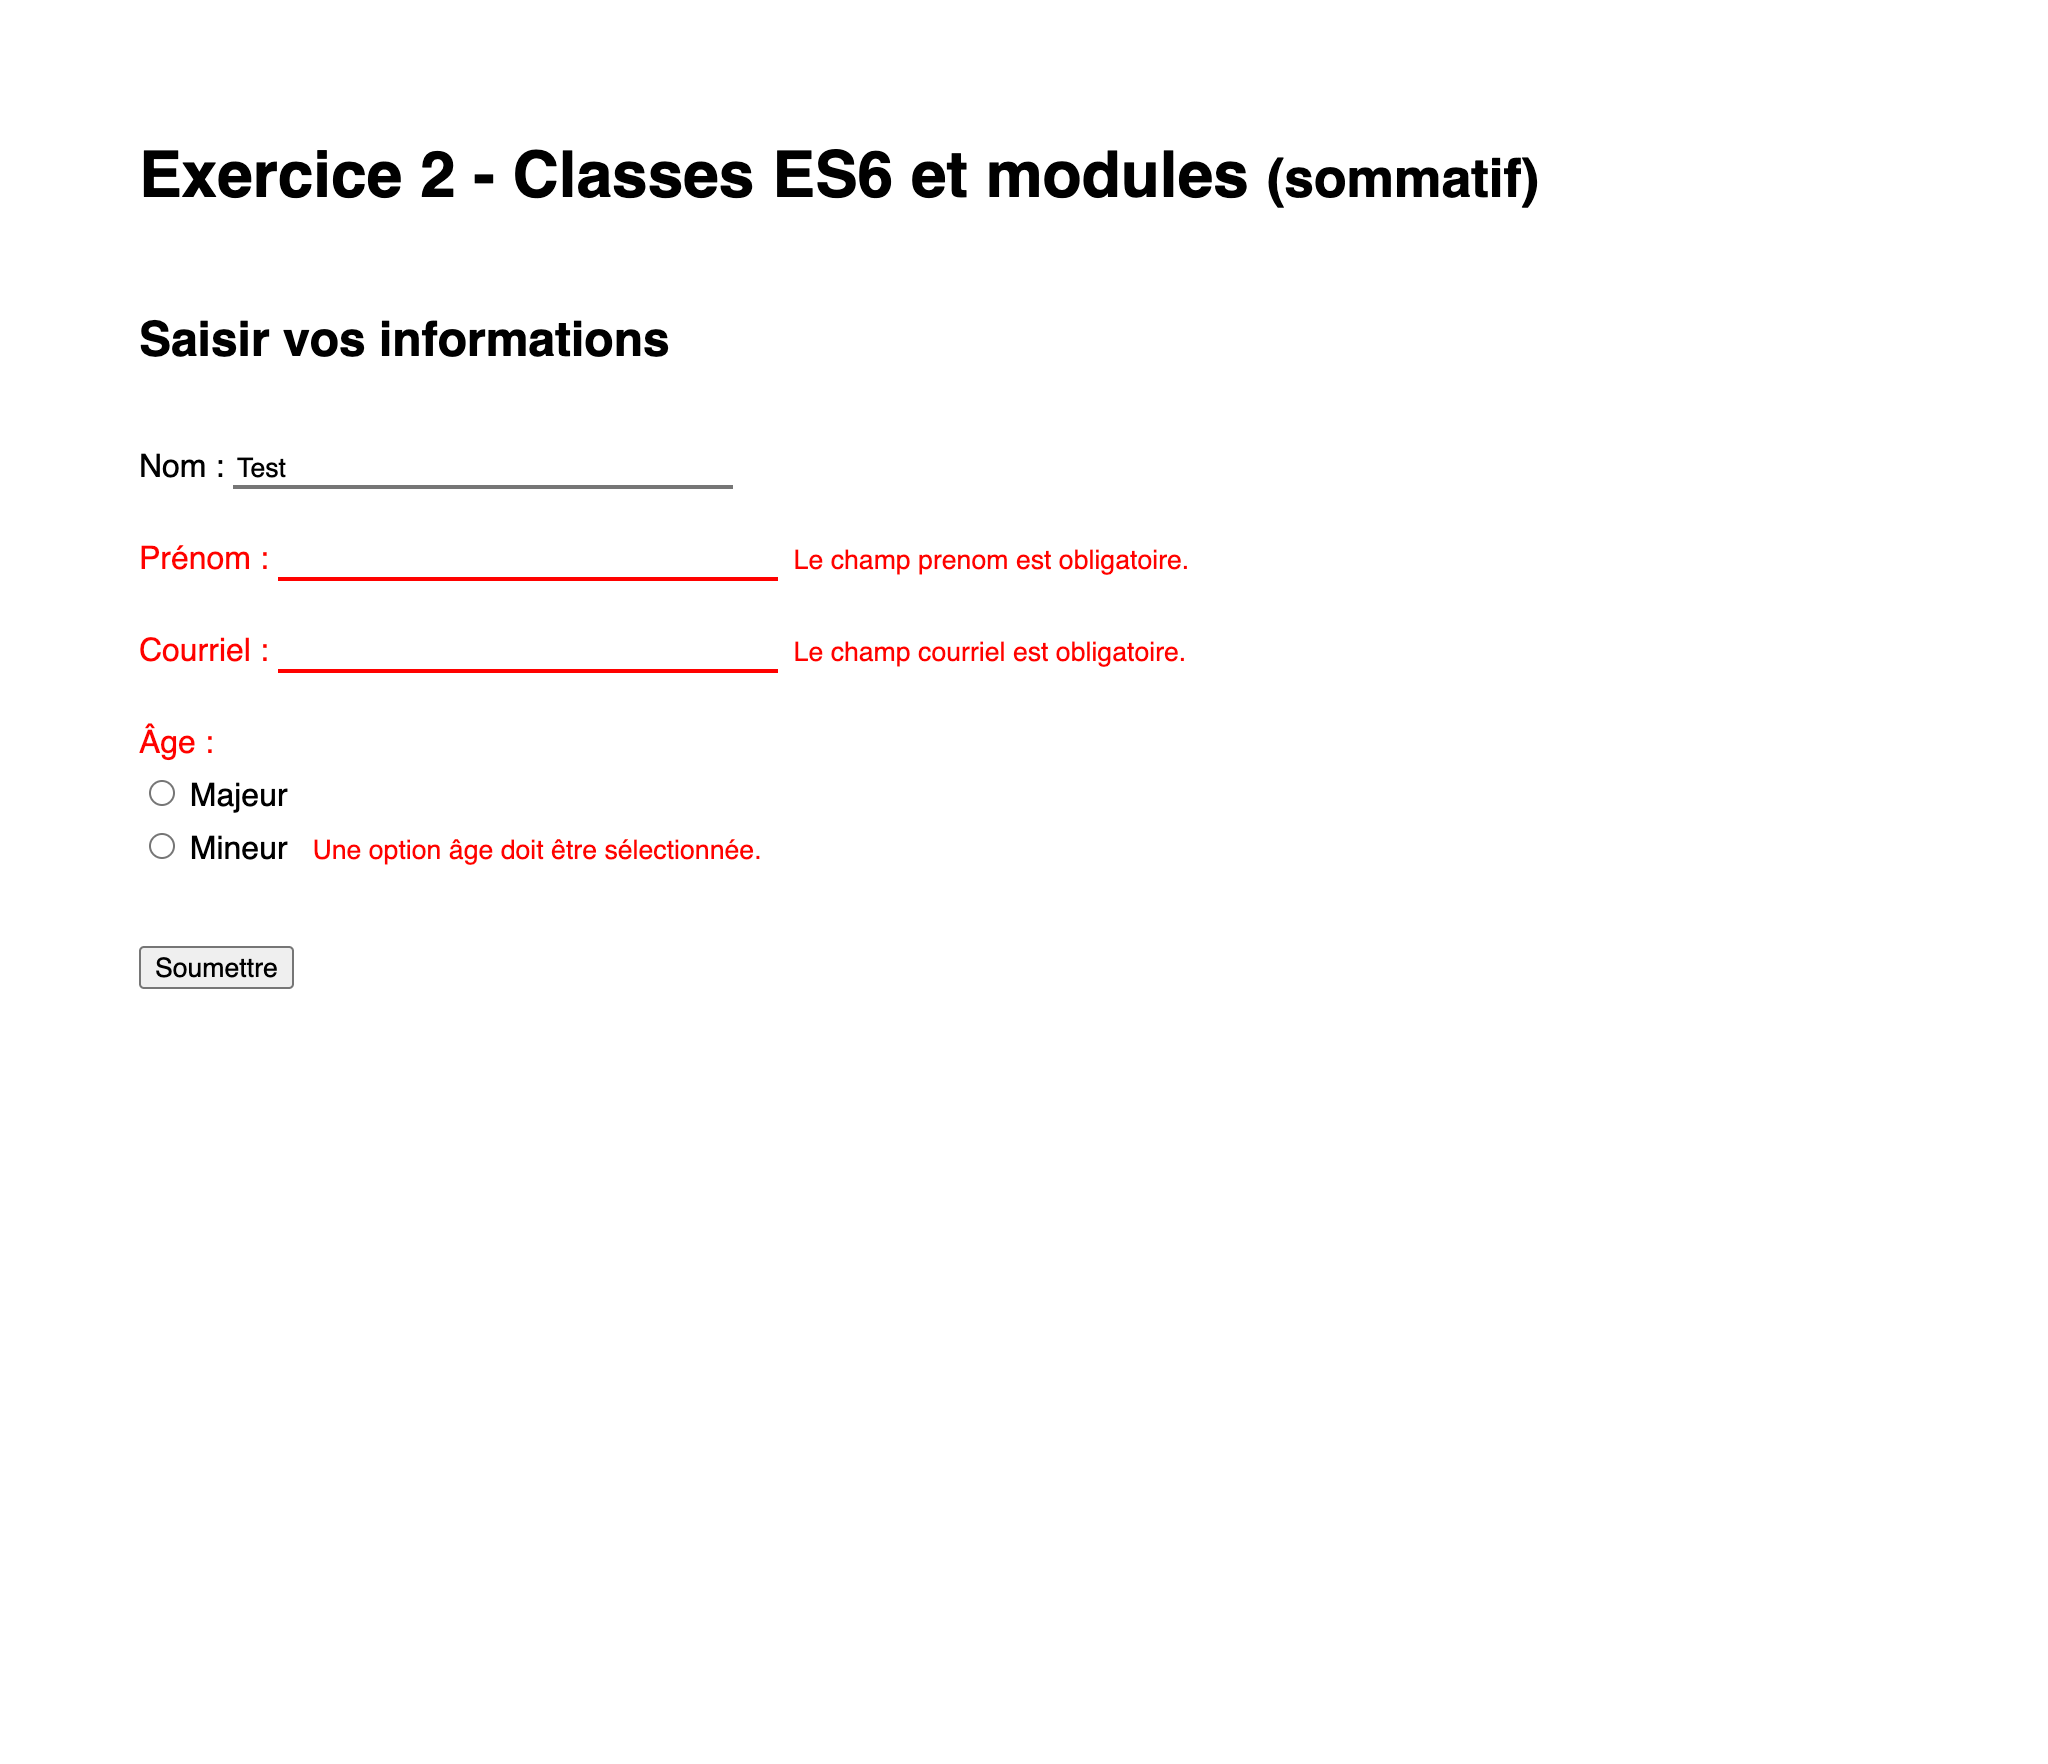 Exercice 2 - Classes ES6 et modules (sommatif)
Saisir vos informations
Nom : Test
Prénom : Le champ prenom est obligatoire.
Courriel : Le champ courriel est obligatoire.
Âge :
Majeur
Mineur Une option âge doit être sélectionnée.
Soumettre